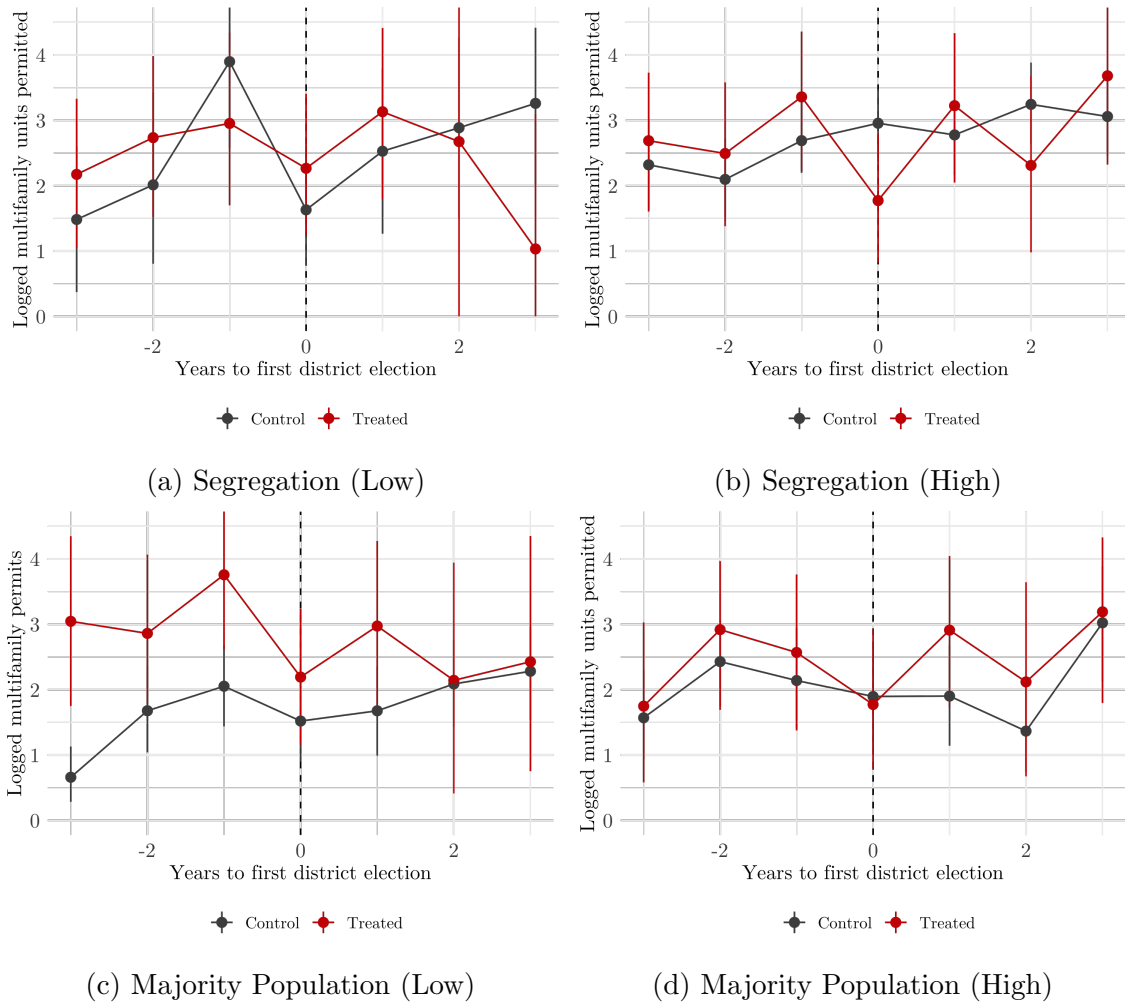 Logged multifamily units permitted
4
3
2
1
0
-2 0 2
Years to first district election
Control Treated
(a) Segregation (Low)
Logged multifamily units permitted
4
3
2
1
0
-2 0 2
Years to first district election
Control Treated
(b) Segregation (High)
Logged multifamily permits
4
3
2
1
0
-2 0 2
Years to first district election
Control Treated
(c) Majority Population (Low)
Logged multifamily units permitted
4
3
2
1
0
-2 0 2
Years to first district election
Control Treated
(d) Majority Population (High)